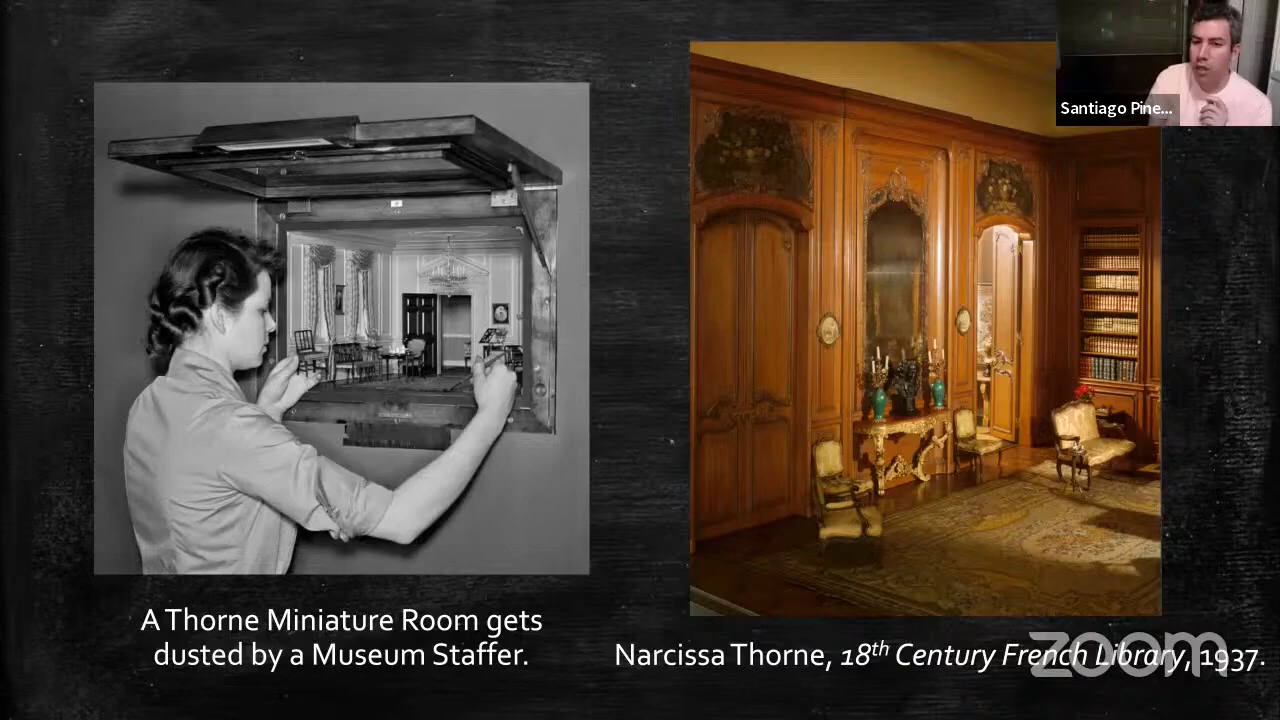 Santiago Pine...
A Thorne Miniature Room gets
dusted by a Museum Staffer.
Narcissa Thorne, 18th Century French Library, 1937.
zoom